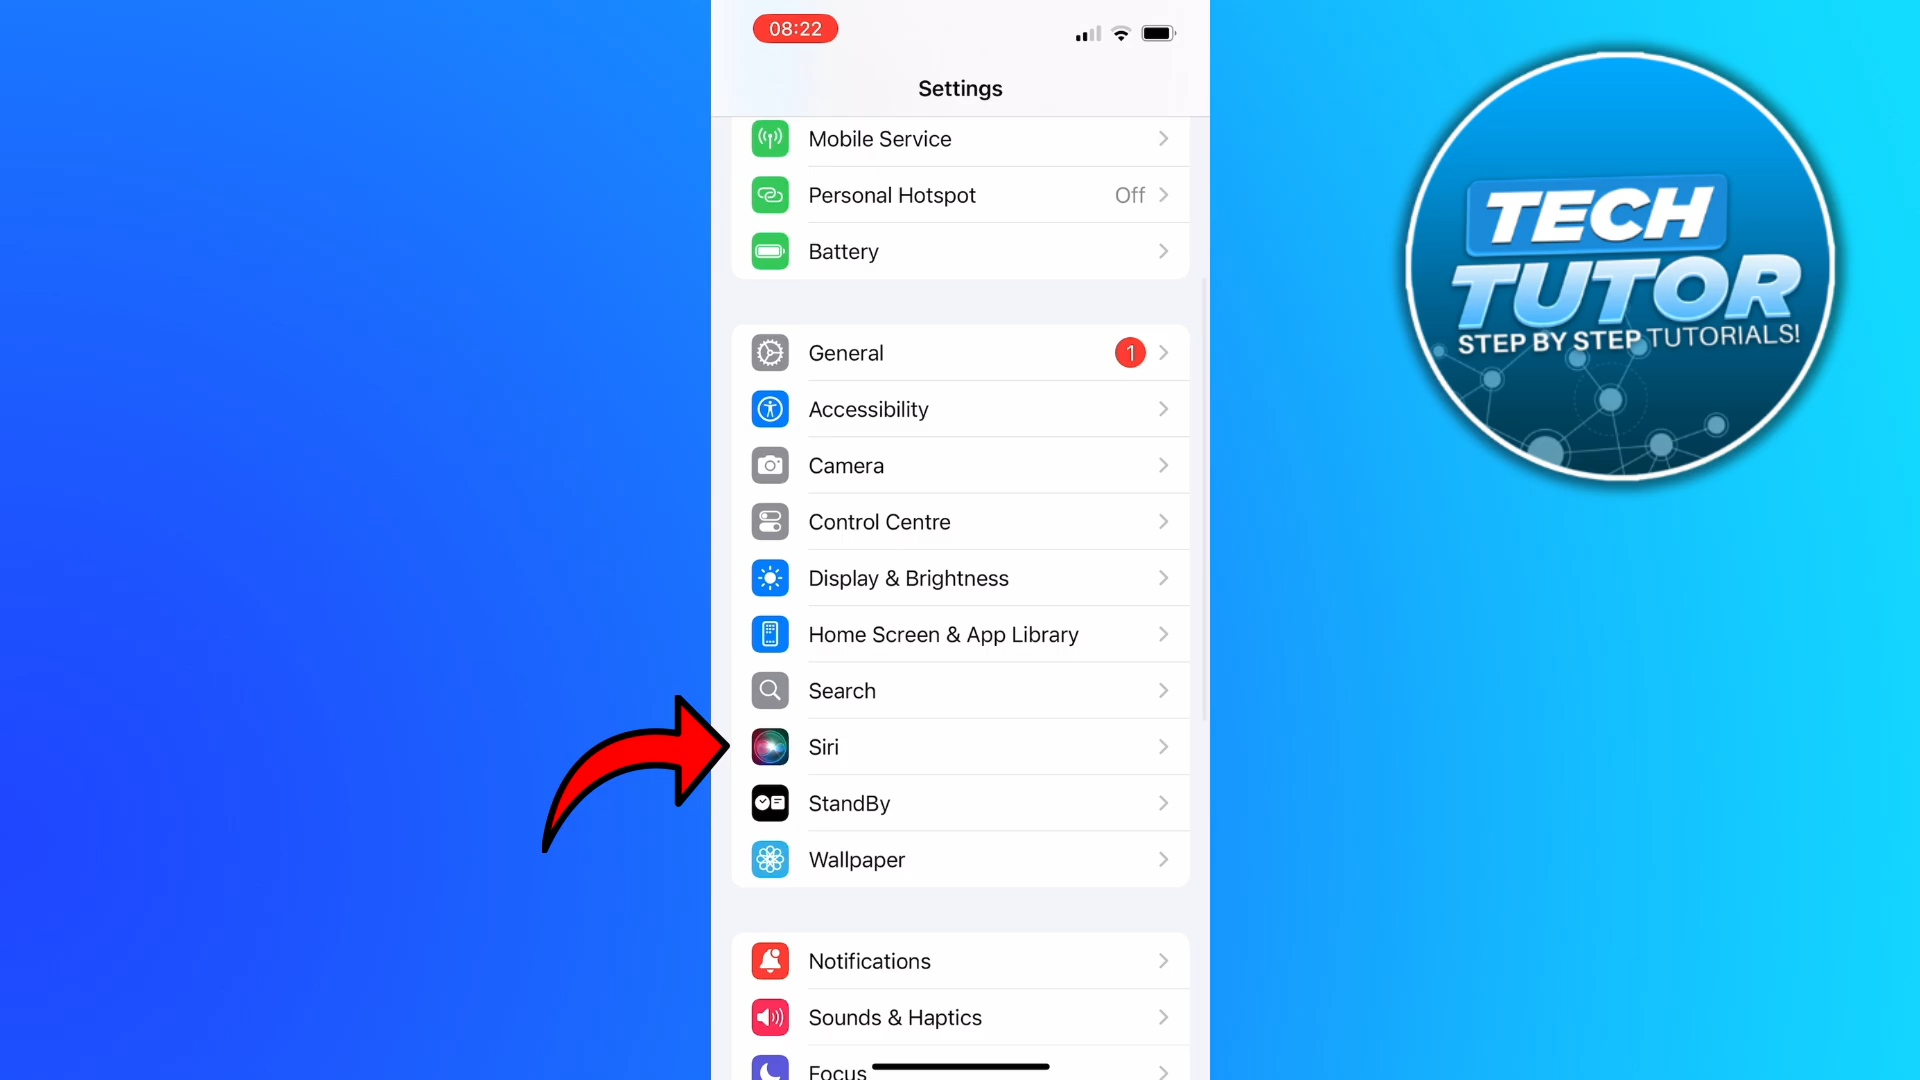 08:22
Settings
Mobile Service
Personal Hotspot Off
Battery
General 1
Accessibility
Camera
Control Centre
Display & Brightness
Home Screen & App Library
Search
Siri
StandBy
Wallpaper
Notifications
Sounds & Haptics
Focus
TECH
TUTOR
STEP BY STEP TUTORIALS!